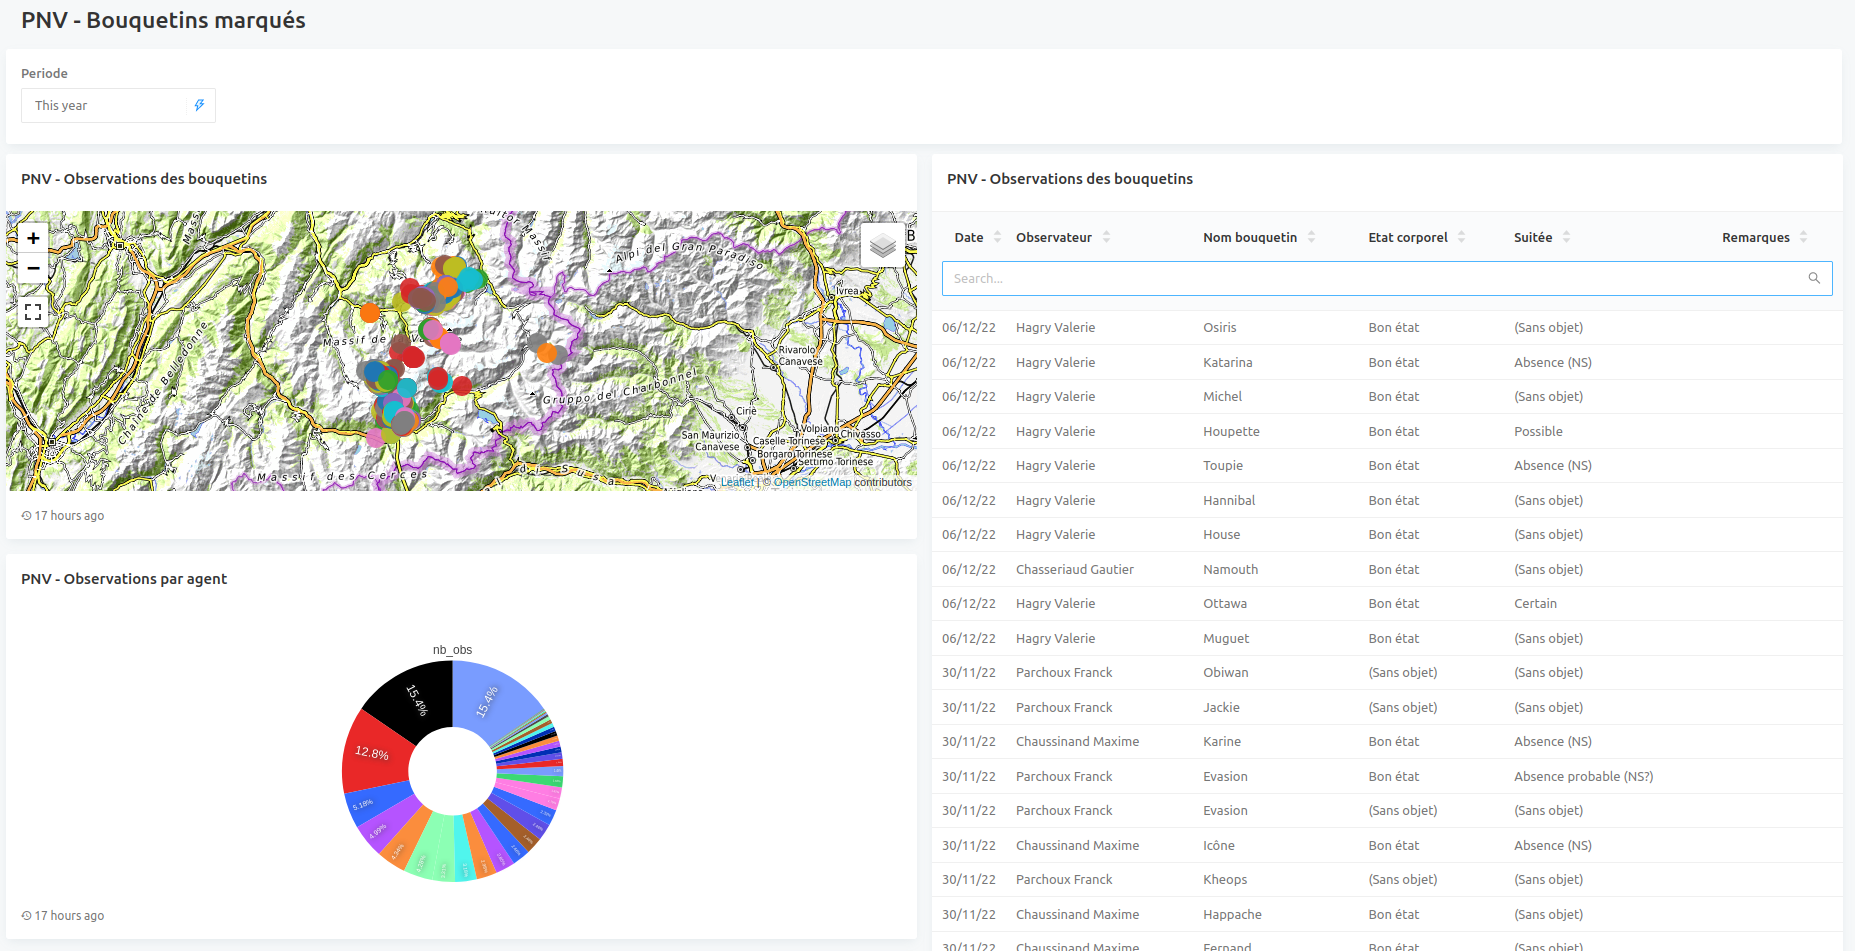 PNV - Bouquetins marqués
Periode
This year
PNV - Observations des bouquetins
+
−
Alpi del Gran Paradiso
B
Ivrea
Massif de la Va
Chaîne de Belledonne
Rivarolo
Canavese
Gruppo del Charbonnel
Ciriè
San Maurizio
Canavese
Volpiano
Chivasso
Caselle Torinese
Borgaro Torinese
Settimo Torinese
Massif des Cerces
di Susa
Leaflet | © OpenStreetMap contributors
17 hours ago
PNV - Observations par agent
nb_obs
15.4%
15.4%
12.8%
5.18%
4.99%
17 hours ago
PNV - Observations des bouquetins
Date Observateur Nom bouquetin Etat corporel Suitée Remarques
Search...
06/12/22 Hagry Valerie Osiris Bon état (Sans objet)
06/12/22 Hagry Valerie Katarina Bon état Absence (NS)
06/12/22 Hagry Valerie Michel Bon état (Sans objet)
06/12/22 Hagry Valerie Houpette Bon état Possible
06/12/22 Hagry Valerie Toupie Bon état Absence (NS)
06/12/22 Hagry Valerie Hannibal Bon état (Sans objet)
06/12/22 Hagry Valerie House Bon état (Sans objet)
06/12/22 Chasseriaud Gautier Namouth Bon état (Sans objet)
06/12/22 Hagry Valerie Ottawa Bon état Certain
06/12/22 Hagry Valerie Muguet Bon état (Sans objet)
30/11/22 Parchoux Franck Obiwan (Sans objet) (Sans objet)
30/11/22 Parchoux Franck Jackie (Sans objet) (Sans objet)
30/11/22 Chaussinand Maxime Karine Bon état Absence (NS)
30/11/22 Parchoux Franck Evasion Bon état Absence probable (NS?)
30/11/22 Parchoux Franck Evasion (Sans objet) (Sans objet)
30/11/22 Chaussinand Maxime Icône Bon état Absence (NS)
30/11/22 Parchoux Franck Kheops (Sans objet) (Sans objet)
30/11/22 Chaussinand Maxime Happache Bon état (Sans objet)
30/11/22 Chaussinand Maxime Fernand Bon état (Sans objet)